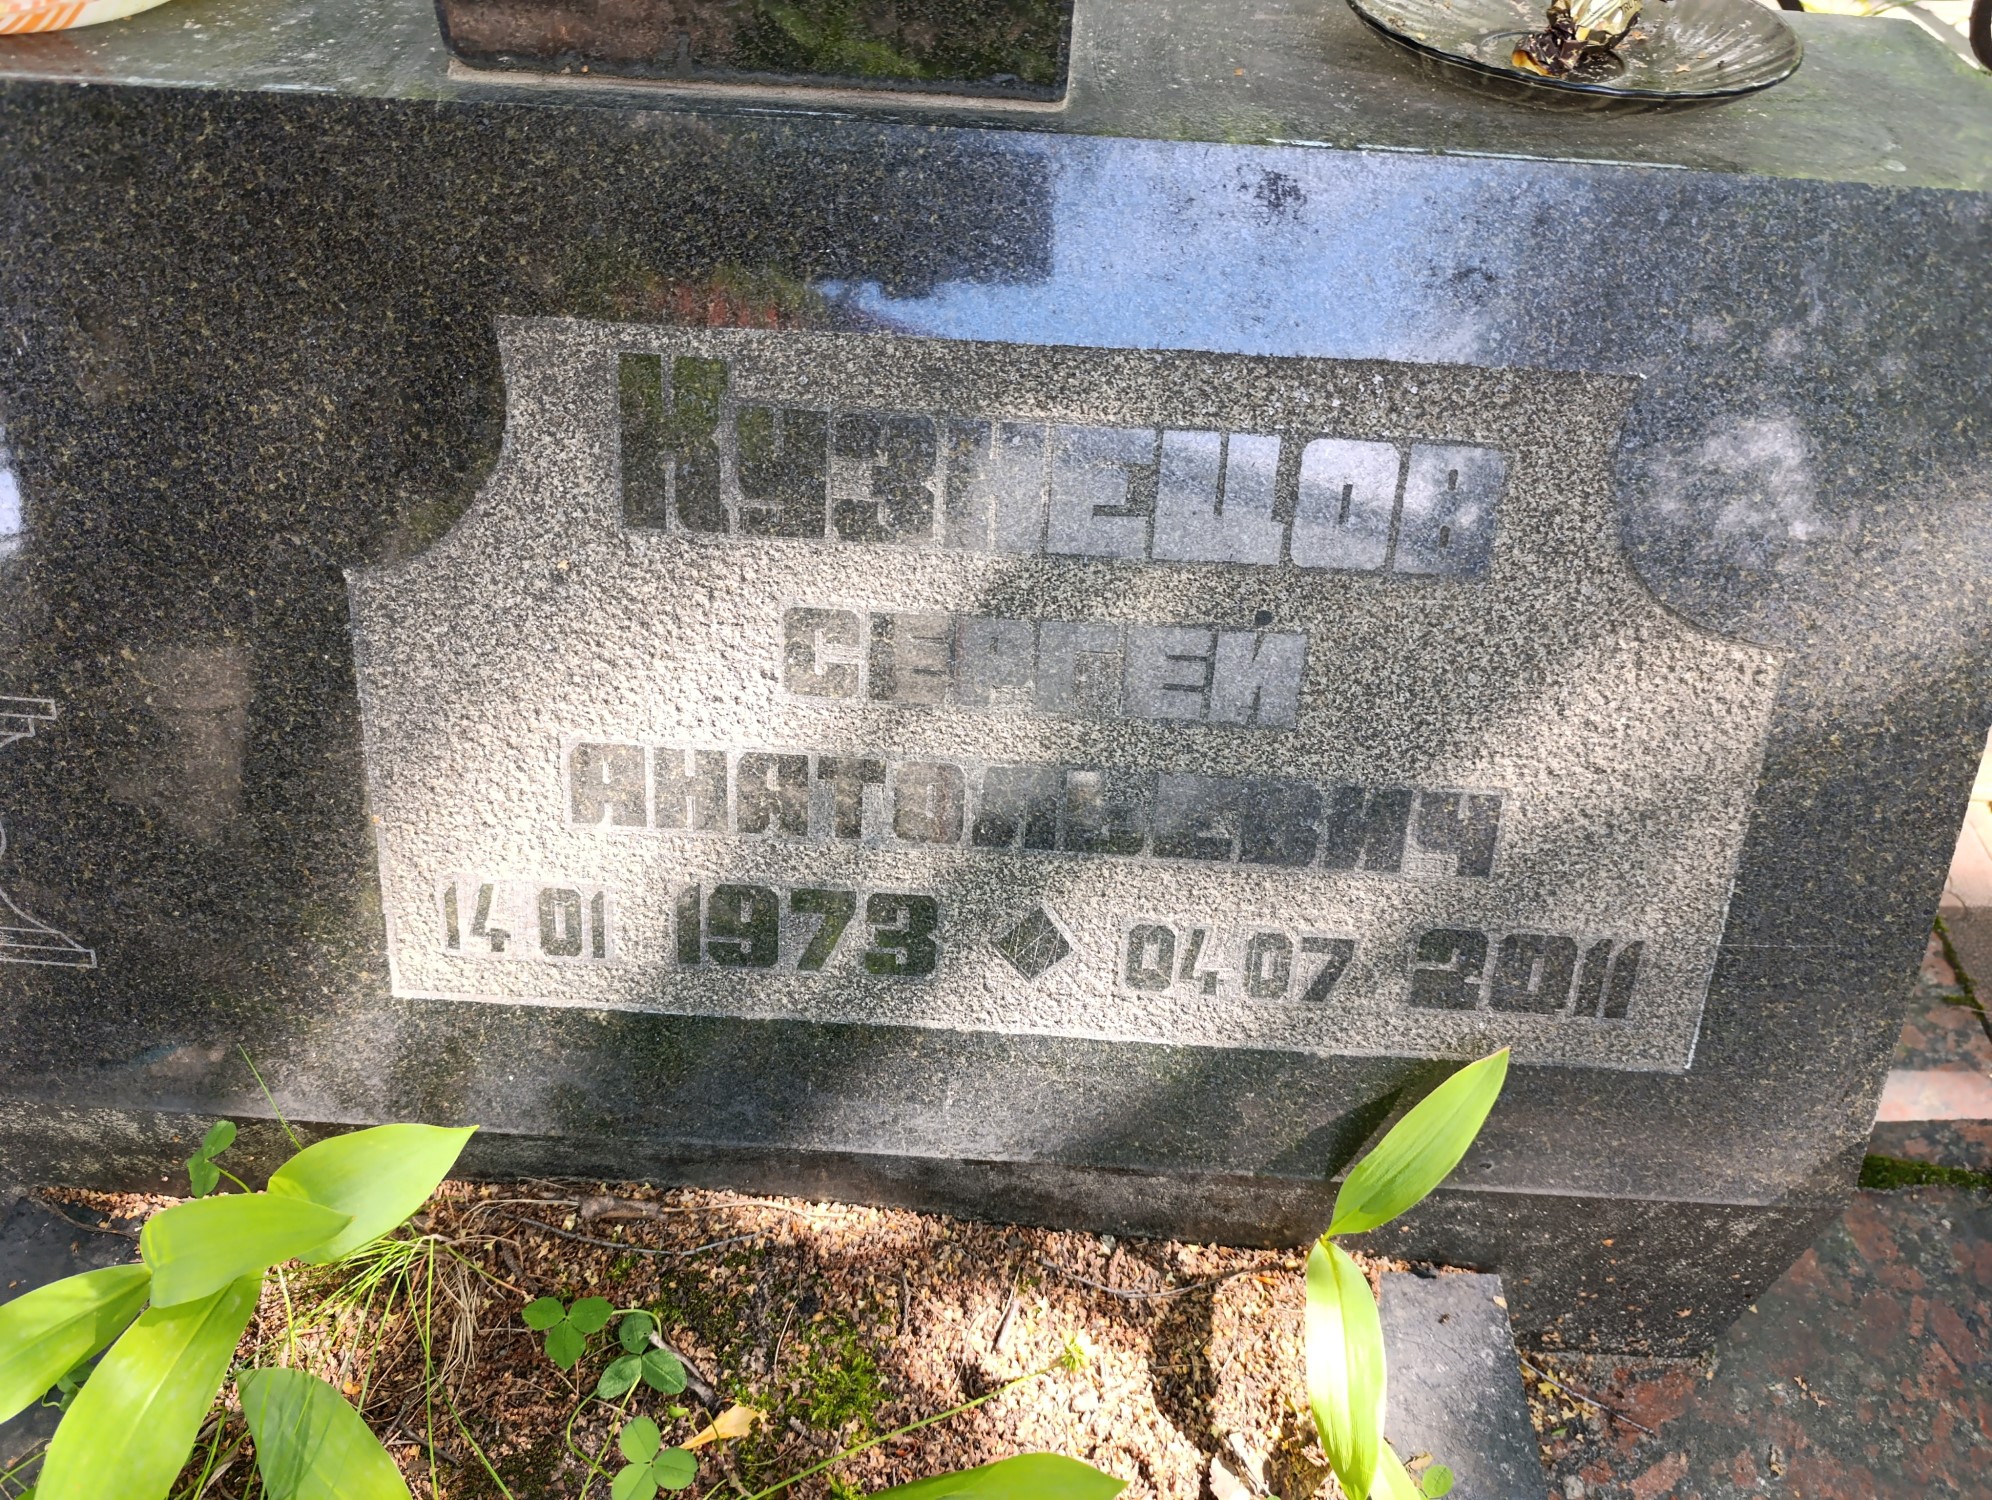 Кузнецов
Сергей
Анатольевич
14 01 1973 ◆ 04 07 2011